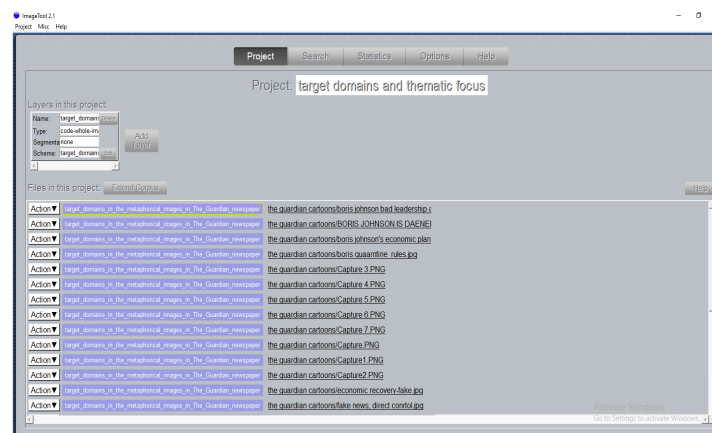 ImageTool 2.1
Project Misc Help
Project Search Statistics Options Help
Project: target domains and thematic focus
Layers in this project:
Name: target_domains Delete
Type: code-whole-ima
Segmenta none
Scheme: target_domains Edit
Add Layer
Files in this project: Extend Corpus Help
Action▼ target_domains_in_the_metaphorical_images_in_The_Guardian_newspaper the guardian cartoons/boris johnson bad leadership a
Action▼ target_domains_in_the_metaphorical_images_in_The_Guardian_newspaper the guardian cartoons/BORIS JOHNSON IS DAENEI
Action▼ target_domains_in_the_metaphorical_images_in_The_Guardian_newspaper the guardian cartoons/boris johnson's economic plan
Action▼ target_domains_in_the_metaphorical_images_in_The_Guardian_newspaper the guardian cartoons/boris quaamtine_rules.jpg
Action▼ target_domains_in_the_metaphorical_images_in_The_Guardian_newspaper the guardian cartoons/Capture 3.PNG
Action▼ target_domains_in_the_metaphorical_images_in_The_Guardian_newspaper the guardian cartoons/Capture 4.PNG
Action▼ target_domains_in_the_metaphorical_images_in_The_Guardian_newspaper the guardian cartoons/Capture 5.PNG
Action▼ target_domains_in_the_metaphorical_images_in_The_Guardian_newspaper the guardian cartoons/Capture 6.PNG
Action▼ target_domains_in_the_metaphorical_images_in_The_Guardian_newspaper the guardian cartoons/Capture 7.PNG
Action▼ target_domains_in_the_metaphorical_images_in_The_Guardian_newspaper the guardian cartoons/Capture.PNG
Action▼ target_domains_in_the_metaphorical_images_in_The_Guardian_newspaper the guardian cartoons/Capture1.PNG
Action▼ target_domains_in_the_metaphorical_images_in_The_Guardian_newspaper the guardian cartoons/Capture2.PNG
Action▼ target_domains_in_the_metaphorical_images_in_The_Guardian_newspaper the guardian cartoons/economic recovery-fake.jpg
Action▼ target_domains_in_the_metaphorical_images_in_The_Guardian_newspaper the guardian cartoons/fake news, direct conrtol.jpg
Activate Windows
Go to Settings to activate Windows.